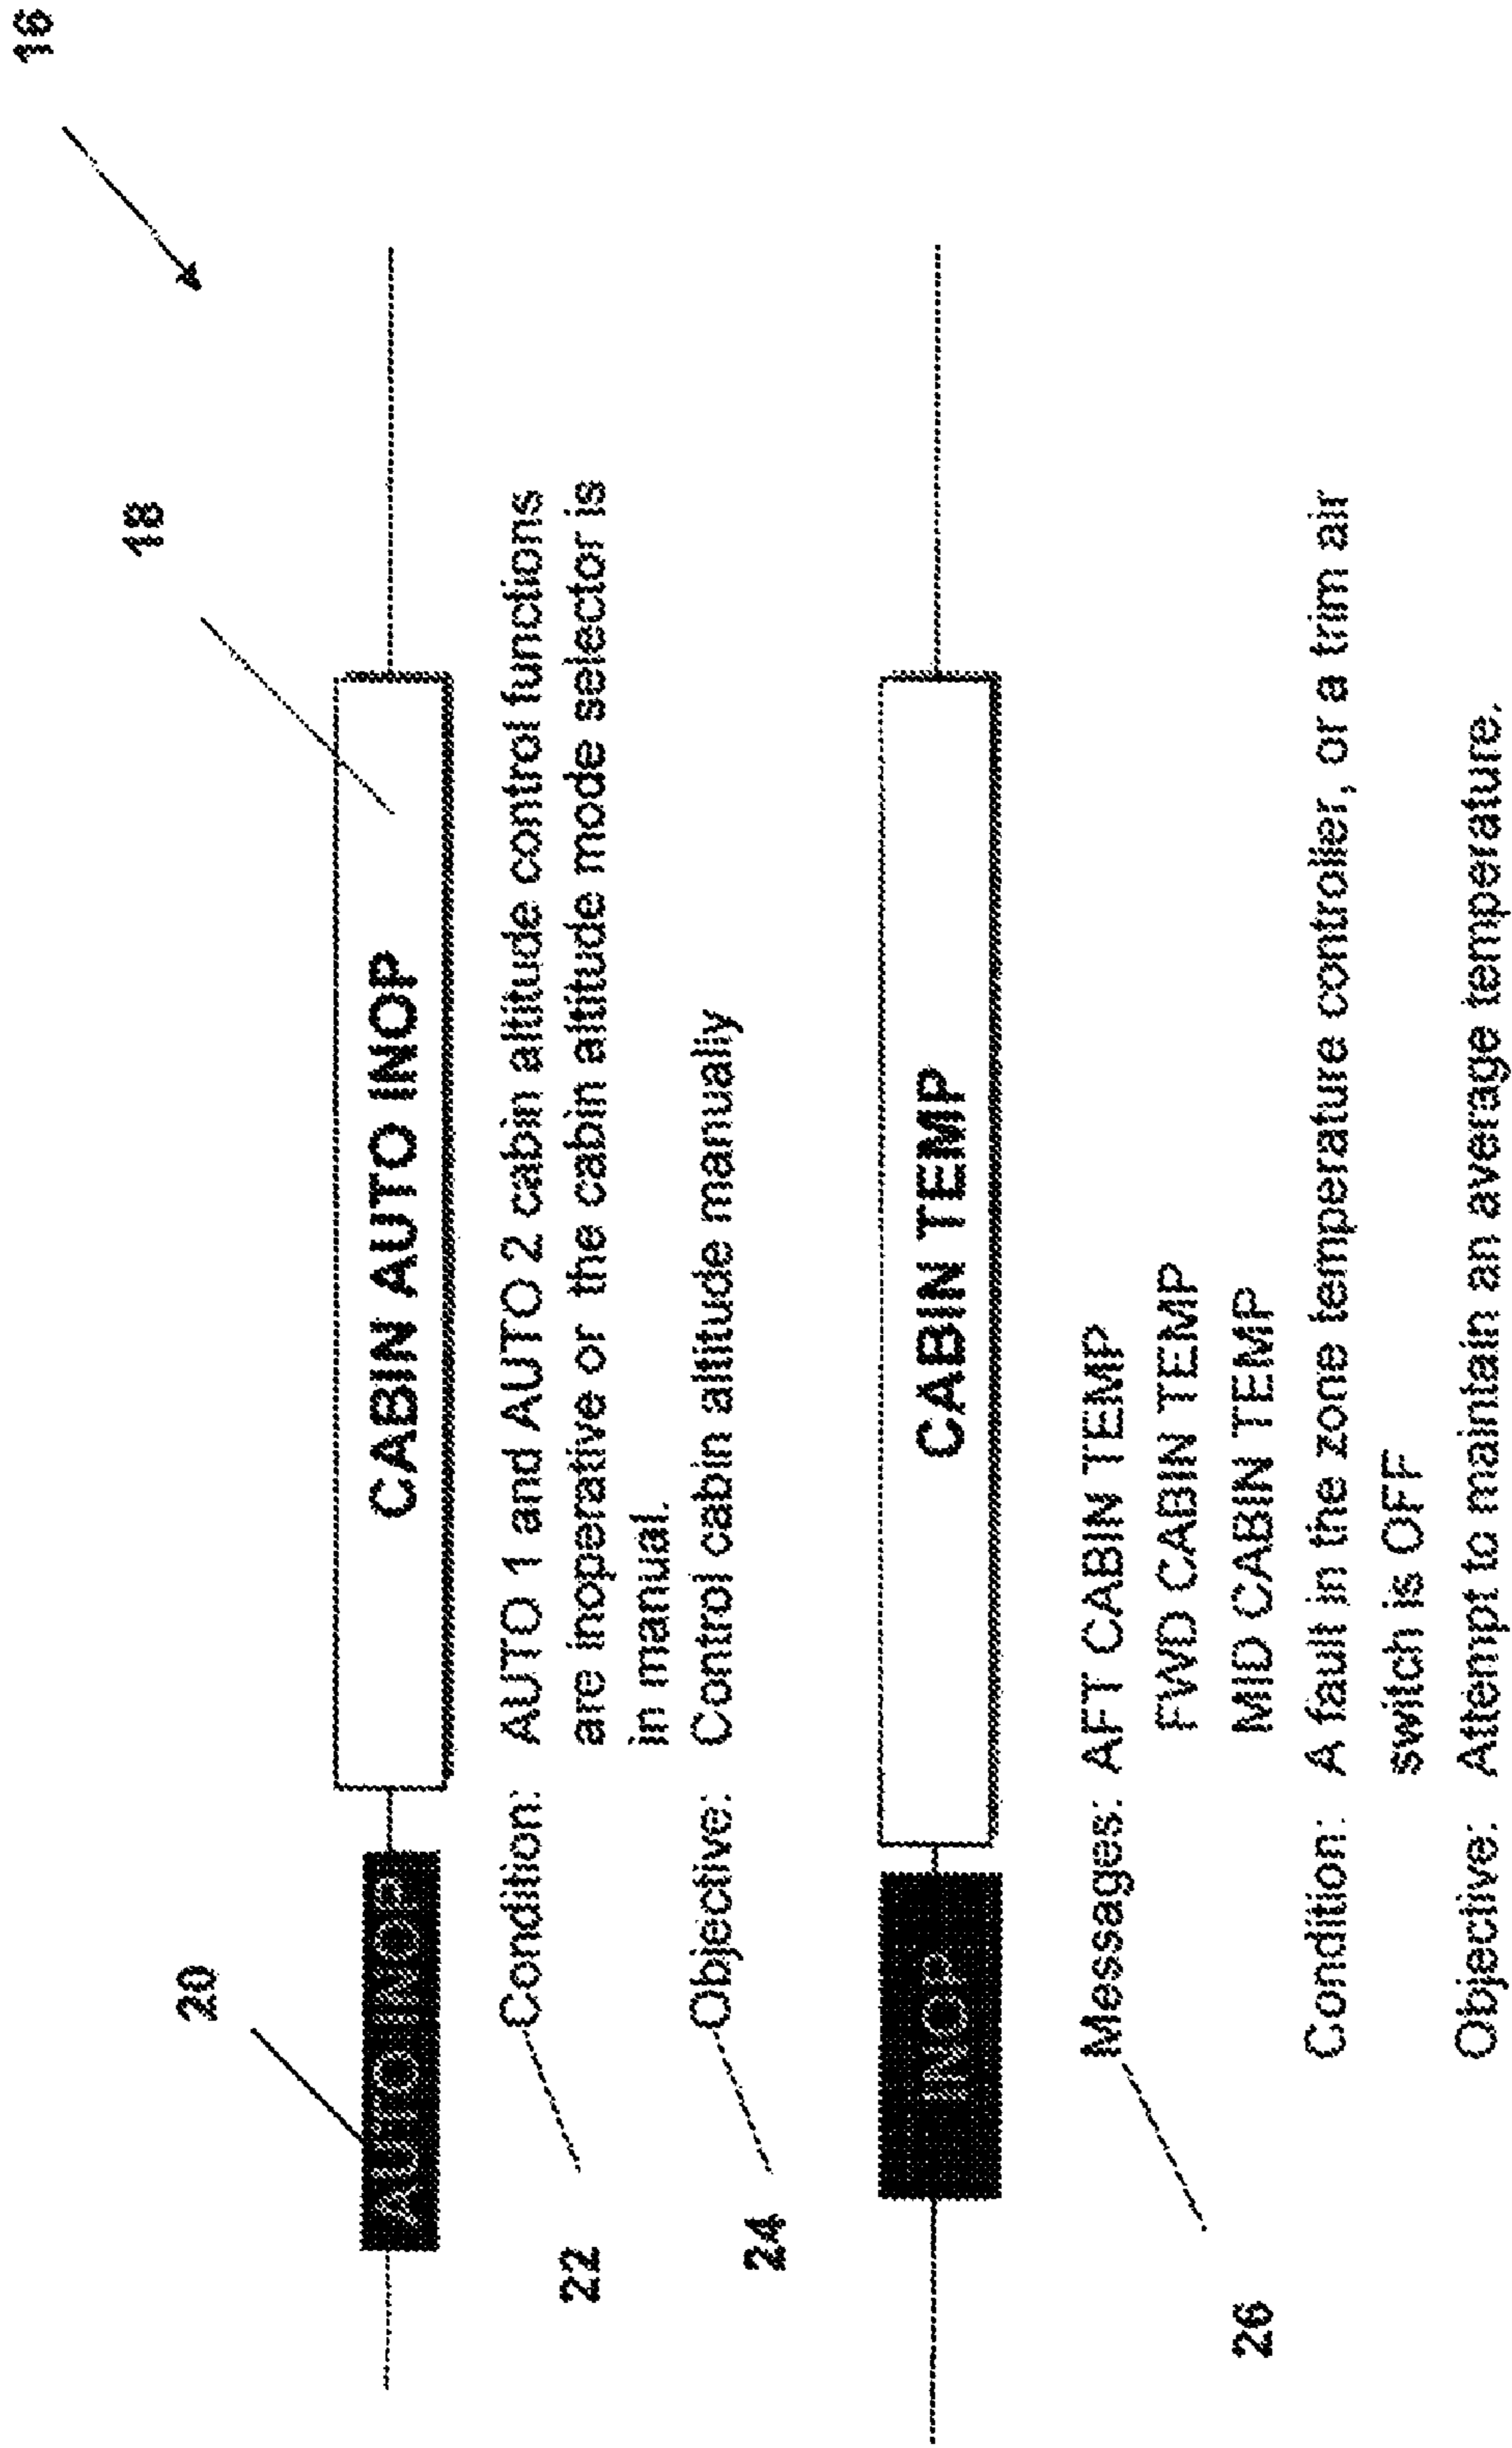 16
18
20
AUTO INOP CABIN AUTO INOP
22
Condition: AUTO 1 and AUTO 2 cabin altitude control functions
are inoperative or the cabin altitude mode selector is
in manual.
24
Objective: Control cabin altitude manually
INOP CABIN TEMP
26
Messages: AFT CABIN TEMP
FWD CABIN TEMP
MID CABIN TEMP
Condition: A fault in the zone temperature controller, or a trim air
switch is OFF
Objective: Attempt to maintain an average temperature.